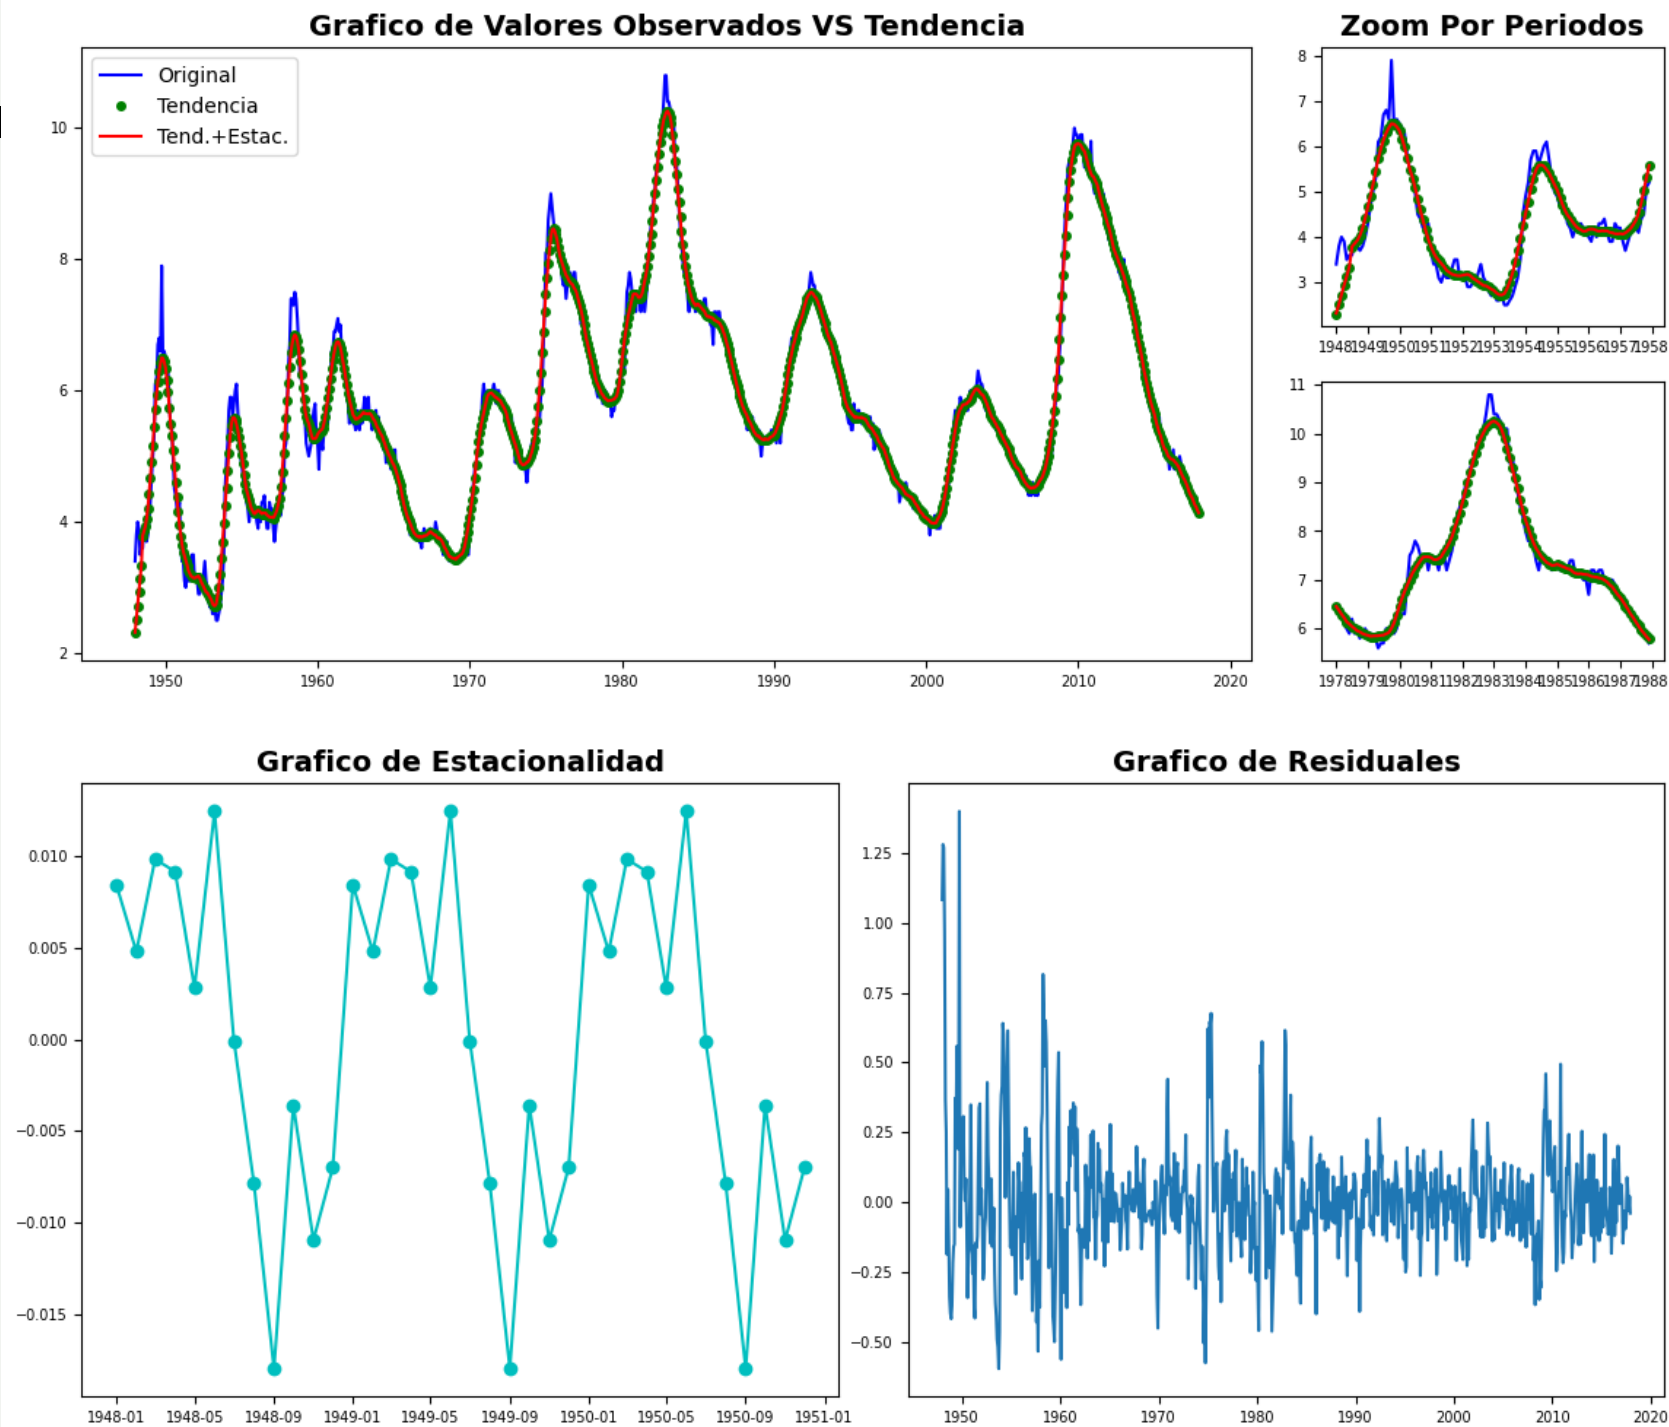 Grafico de Valores Observados VS Tendencia
Original
Tendencia
Tend.+Estac.
10
8
6
4
2
1950 1960 1970 1980 1990 2000 2010 2020
Zoom Por Periodos
8
7
6
5
4
3
1948 1949 1950 1951 1952 1953 1954 1955 1956 1957 1958
11
10
9
8
7
6
1978 1979 1980 1981 1982 1983 1984 1985 1986 1987 1988
Grafico de Estacionalidad
0.010
0.005
0.000
−0.005
−0.010
−0.015
1948-01 1948-05 1948-09 1949-01 1949-05 1949-09 1950-01 1950-05 1950-09 1951-01
Grafico de Residuales
1.25
1.00
0.75
0.50
0.25
0.00
−0.25
−0.50
1950 1960 1970 1980 1990 2000 2010 2020